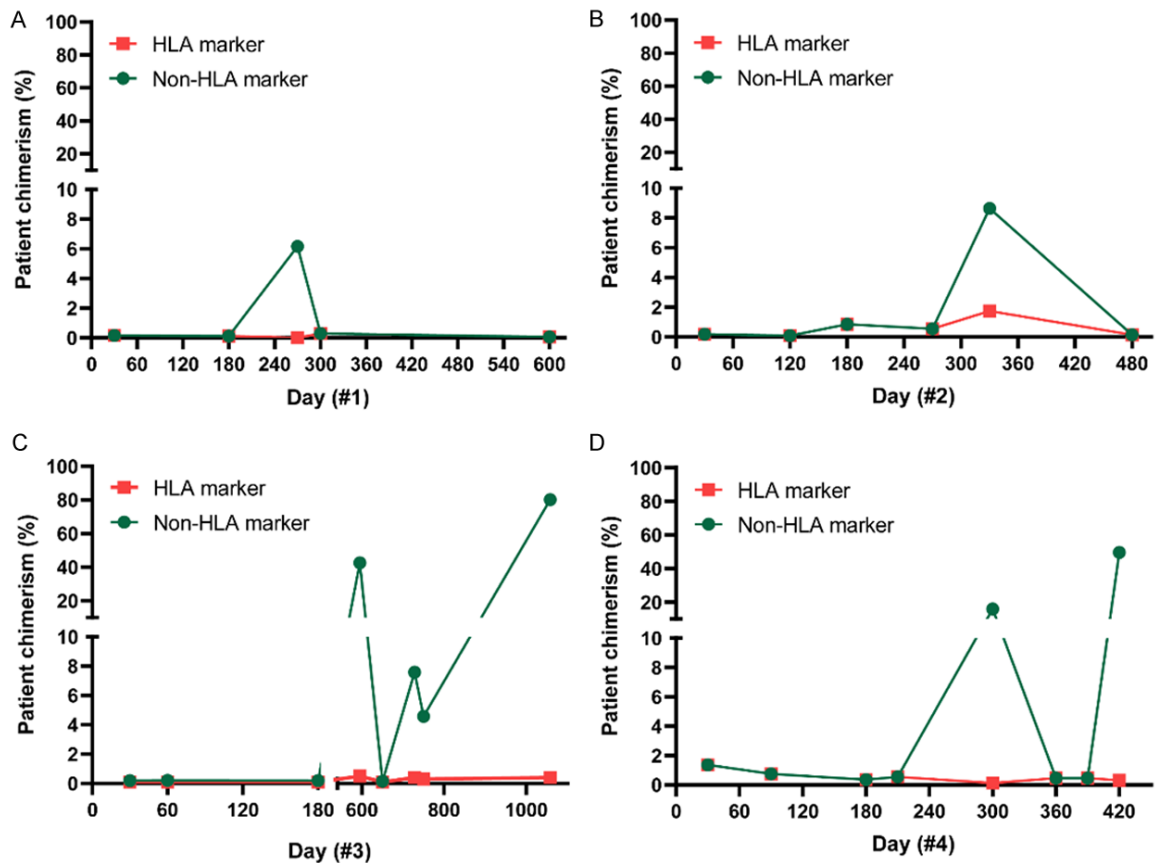 A
Patient chimerism (%)
HLA marker
Non-HLA marker
100
80
60
40
20
10
8
6
4
2
0
0 60 120 180 240 300 360 420 480 540 600
Day (#1)
B
Patient chimerism (%)
HLA marker
Non-HLA marker
100
80
60
40
20
10
8
6
4
2
0
0 60 120 180 240 300 360 420 480
Day (#2)
C
Patient chimerism (%)
HLA marker
Non-HLA marker
100
80
60
40
20
10
8
6
4
2
0
0 60 120 180 600 800 1000
Day (#3)
D
Patient chimerism (%)
HLA marker
Non-HLA marker
100
80
60
40
20
10
8
6
4
2
0
0 60 120 180 240 300 360 420
Day (#4)